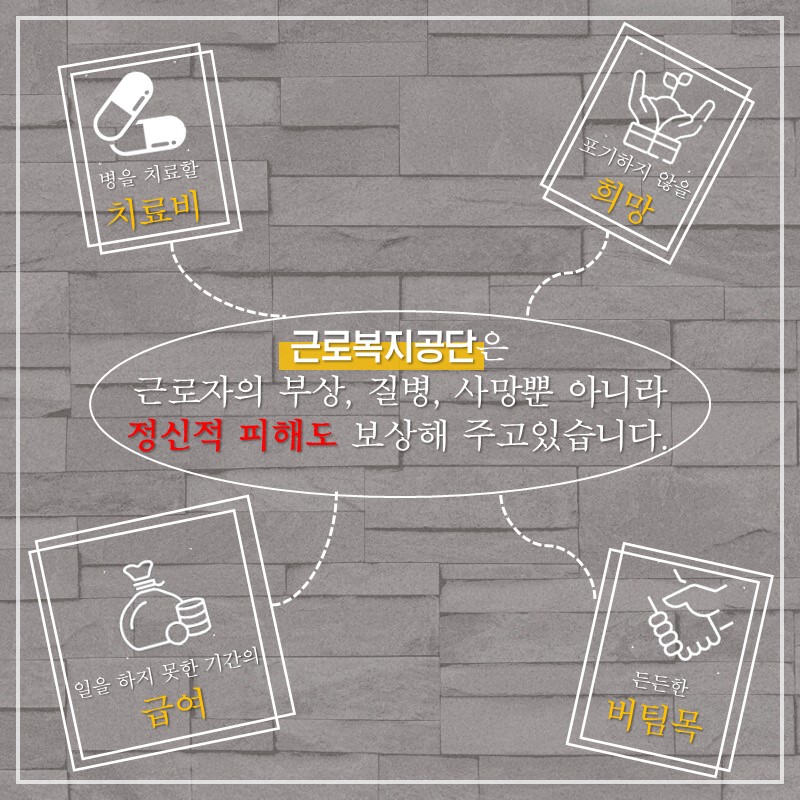 병을 치료할
치료비
포기하지 않을
희망
근로복지공단은
근로자의 부상, 질병, 사망뿐 아니라
정신적 피해도 보상해 주고있습니다.
일을 하지 못한 기간의
급여
든든한
버팀목